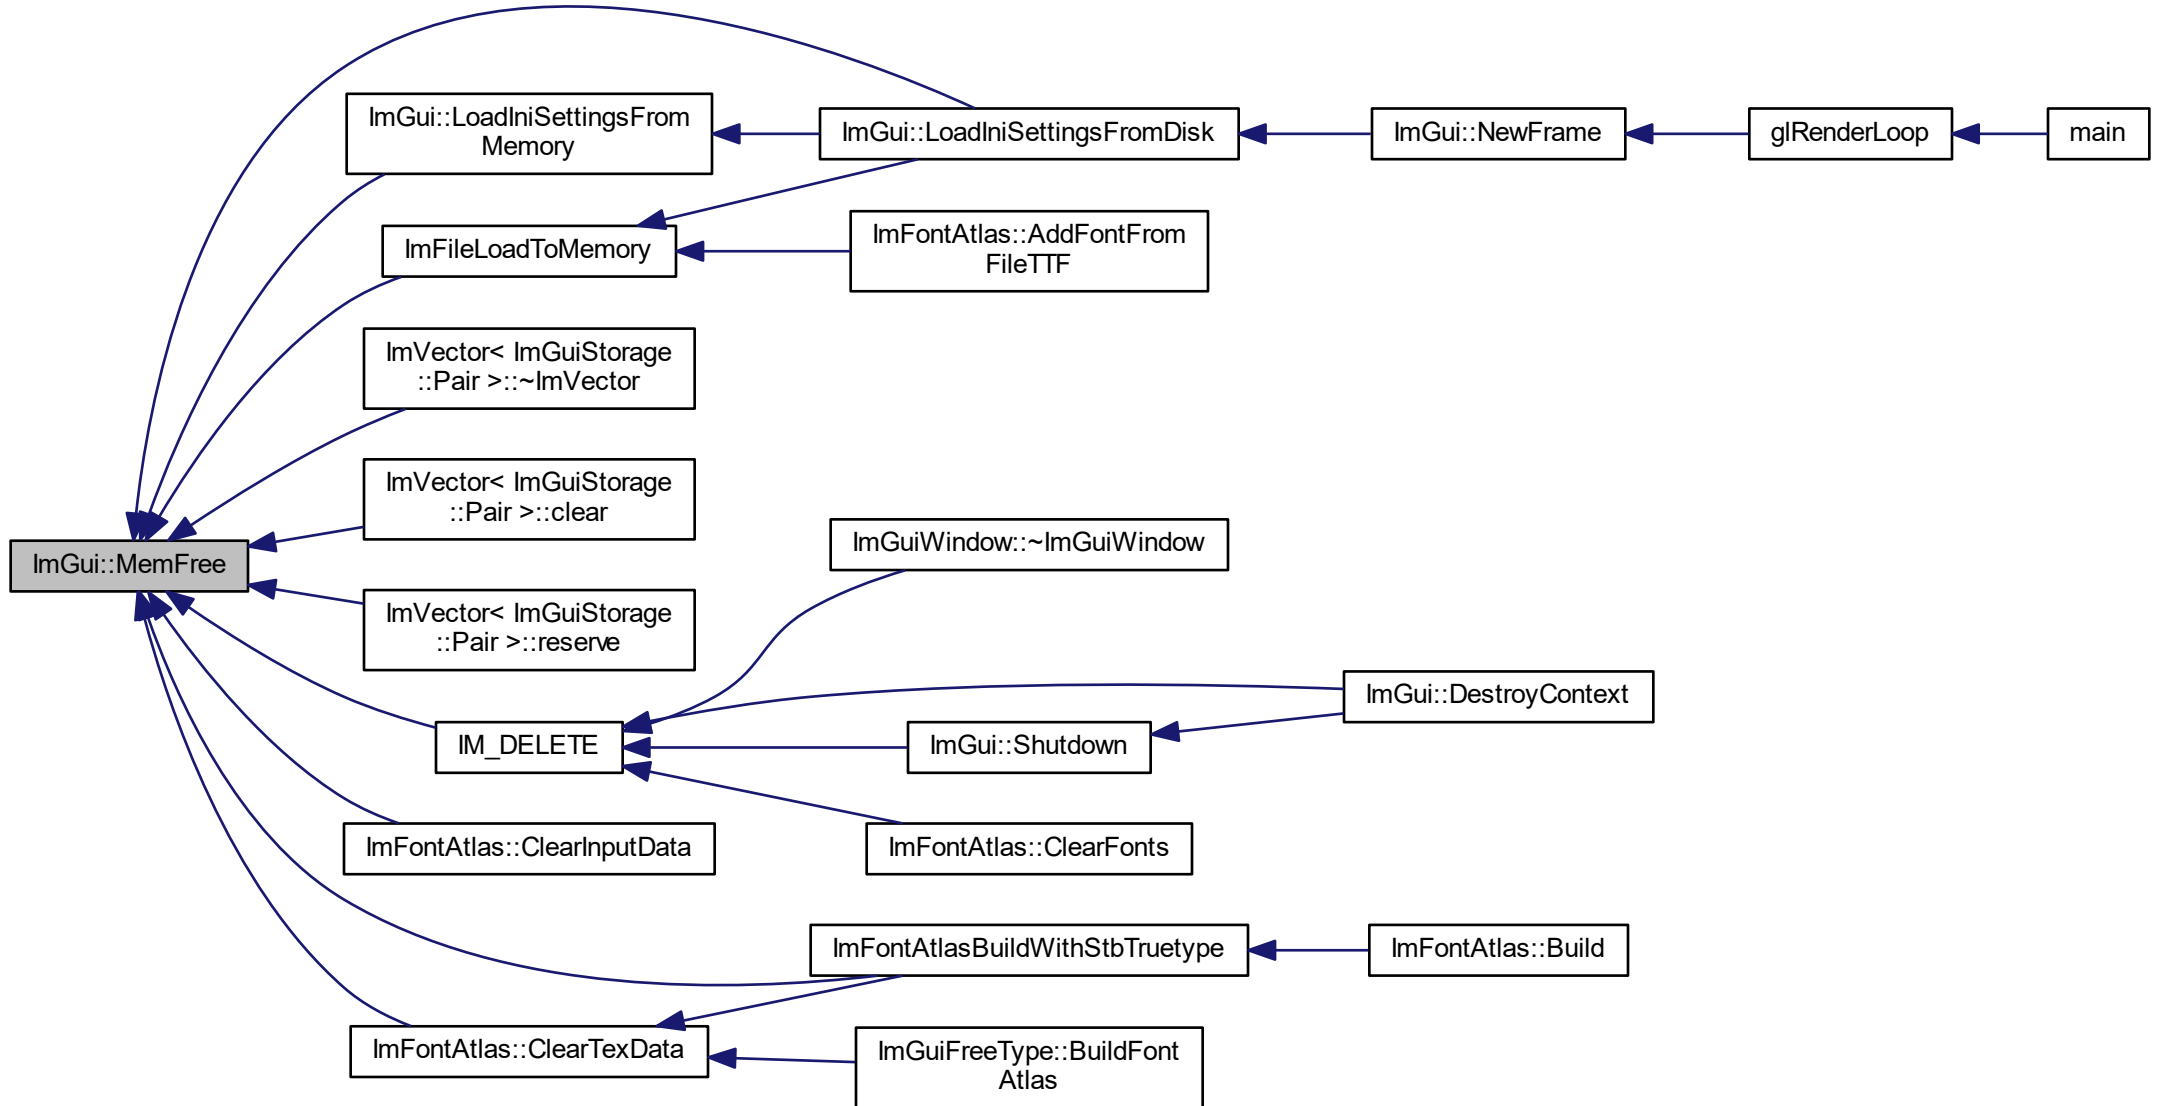 ImGui::LoadIniSettingsFrom
Memory
ImGui::LoadIniSettingsFromDisk
ImGui::NewFrame
glRenderLoop
main
ImFileLoadToMemory
ImFontAtlas::AddFontFrom
FileTTF
ImVector< ImGuiStorage
::Pair >::~ImVector
ImVector< ImGuiStorage
::Pair >::clear
ImGui::MemFree
ImGuiWindow::~ImGuiWindow
ImVector< ImGuiStorage
::Pair >::reserve
ImGui::DestroyContext
IM_DELETE
ImGui::Shutdown
ImFontAtlas::ClearInputData
ImFontAtlas::ClearFonts
ImFontAtlasBuildWithStbTruetype
ImFontAtlas::Build
ImFontAtlas::ClearTexData
ImGuiFreeType::BuildFont
Atlas